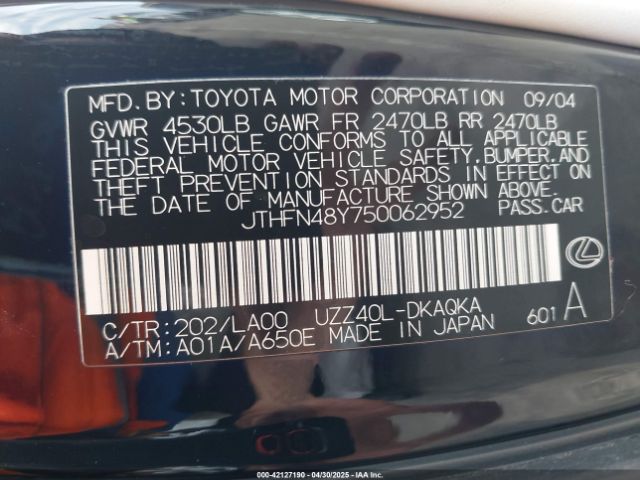 MFD.BY:TOYOTA MOTOR CORPORATION 09/04
GVWR 4530LB GAWR FR 2470LB RR 2470LB
THIS VEHICLE CONFORMS TO ALL APPLICABLE
FEDERAL MOTOR VEHICLE SAFETY,BUMPER,AND
THEFT PREVENTION STANDARDS IN EFFECT ON
THE DATE OF MANUFACTURE SHOWN ABOVE.
JTHFN48Y750062952 PASS.CAR
C/TR:202/LA00 UZZ40L-DKAQKA
A/TM:A01A/A650E MADE IN JAPAN 601 A
000-42127190 - 04/30/2025 - IAAI.COM